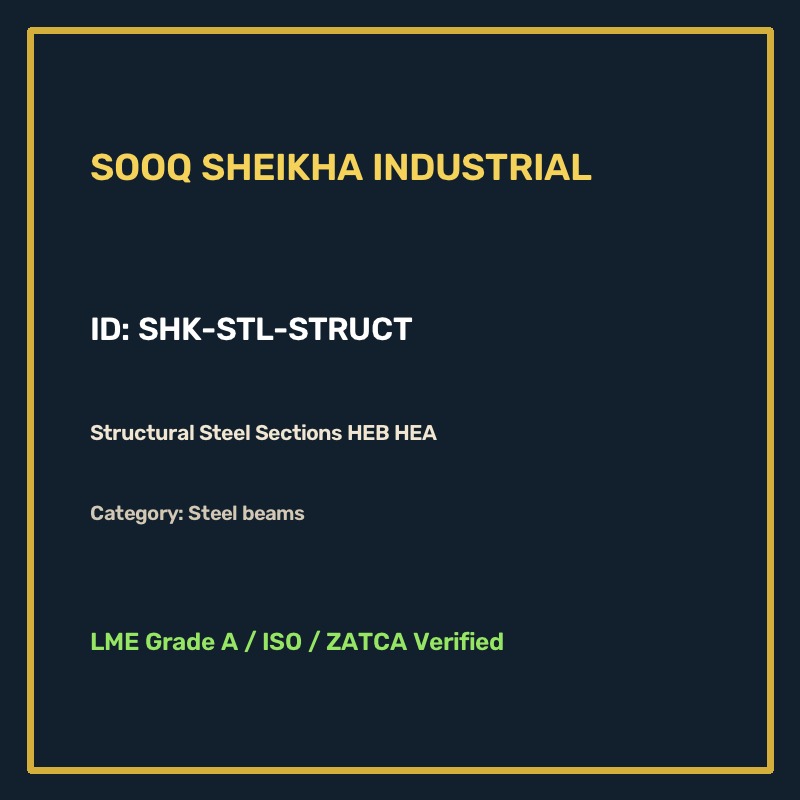 SOOQ SHEIKHA INDUSTRIAL
ID: SHK-STL-STRUCT
Structural Steel Sections HEB HEA
Category: Steel beams
LME Grade A / ISO / ZATCA Verified